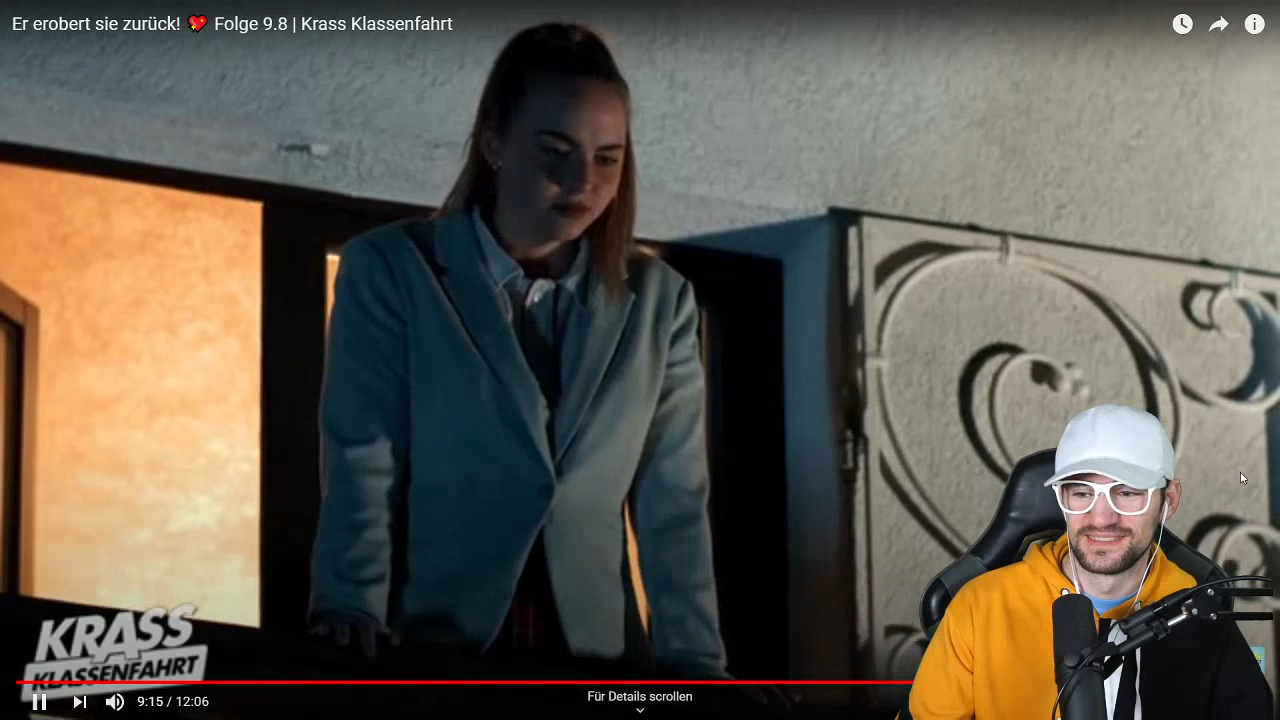 Er erobert sie zurück! 💖 Folge 9.8 | Krass Klassenfahrt
KRASS
KLASSENFAHRT
9:15 / 12:06
Für Details scrollen